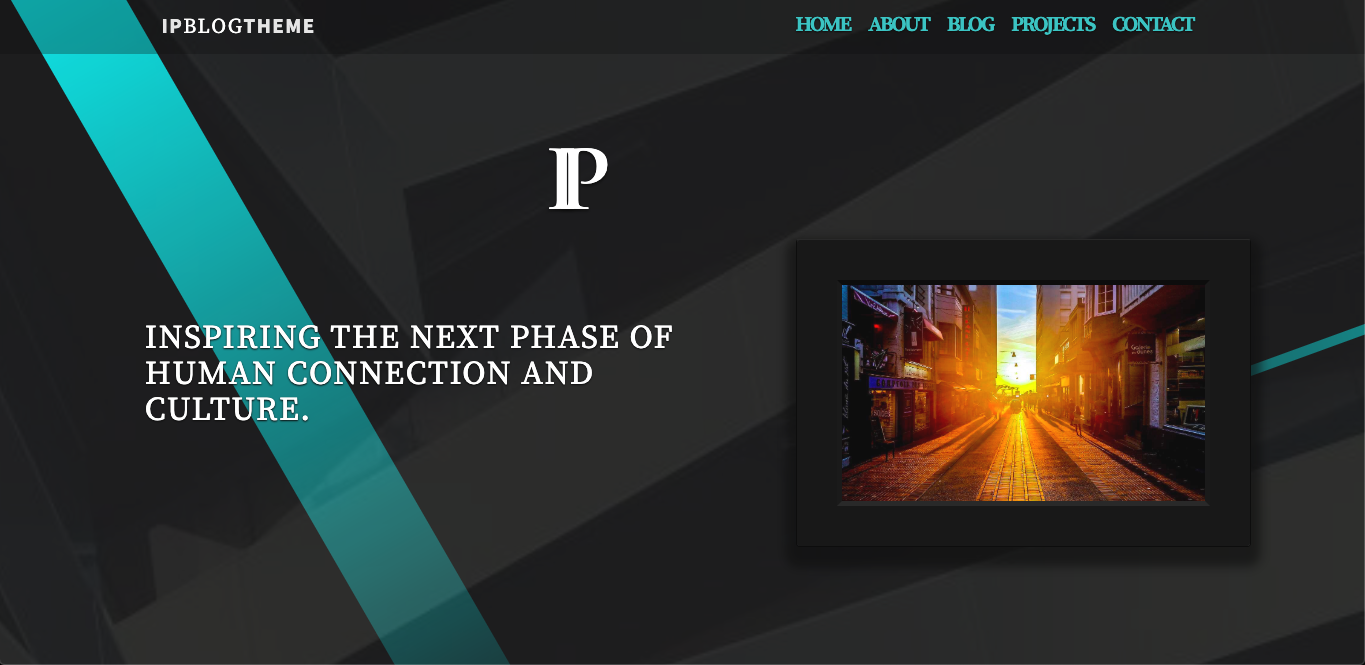 IPBLOGTHEME
HOME ABOUT BLOG PROJECTS CONTACT
IP
INSPIRING THE NEXT PHASE OF
HUMAN CONNECTION AND
CULTURE.